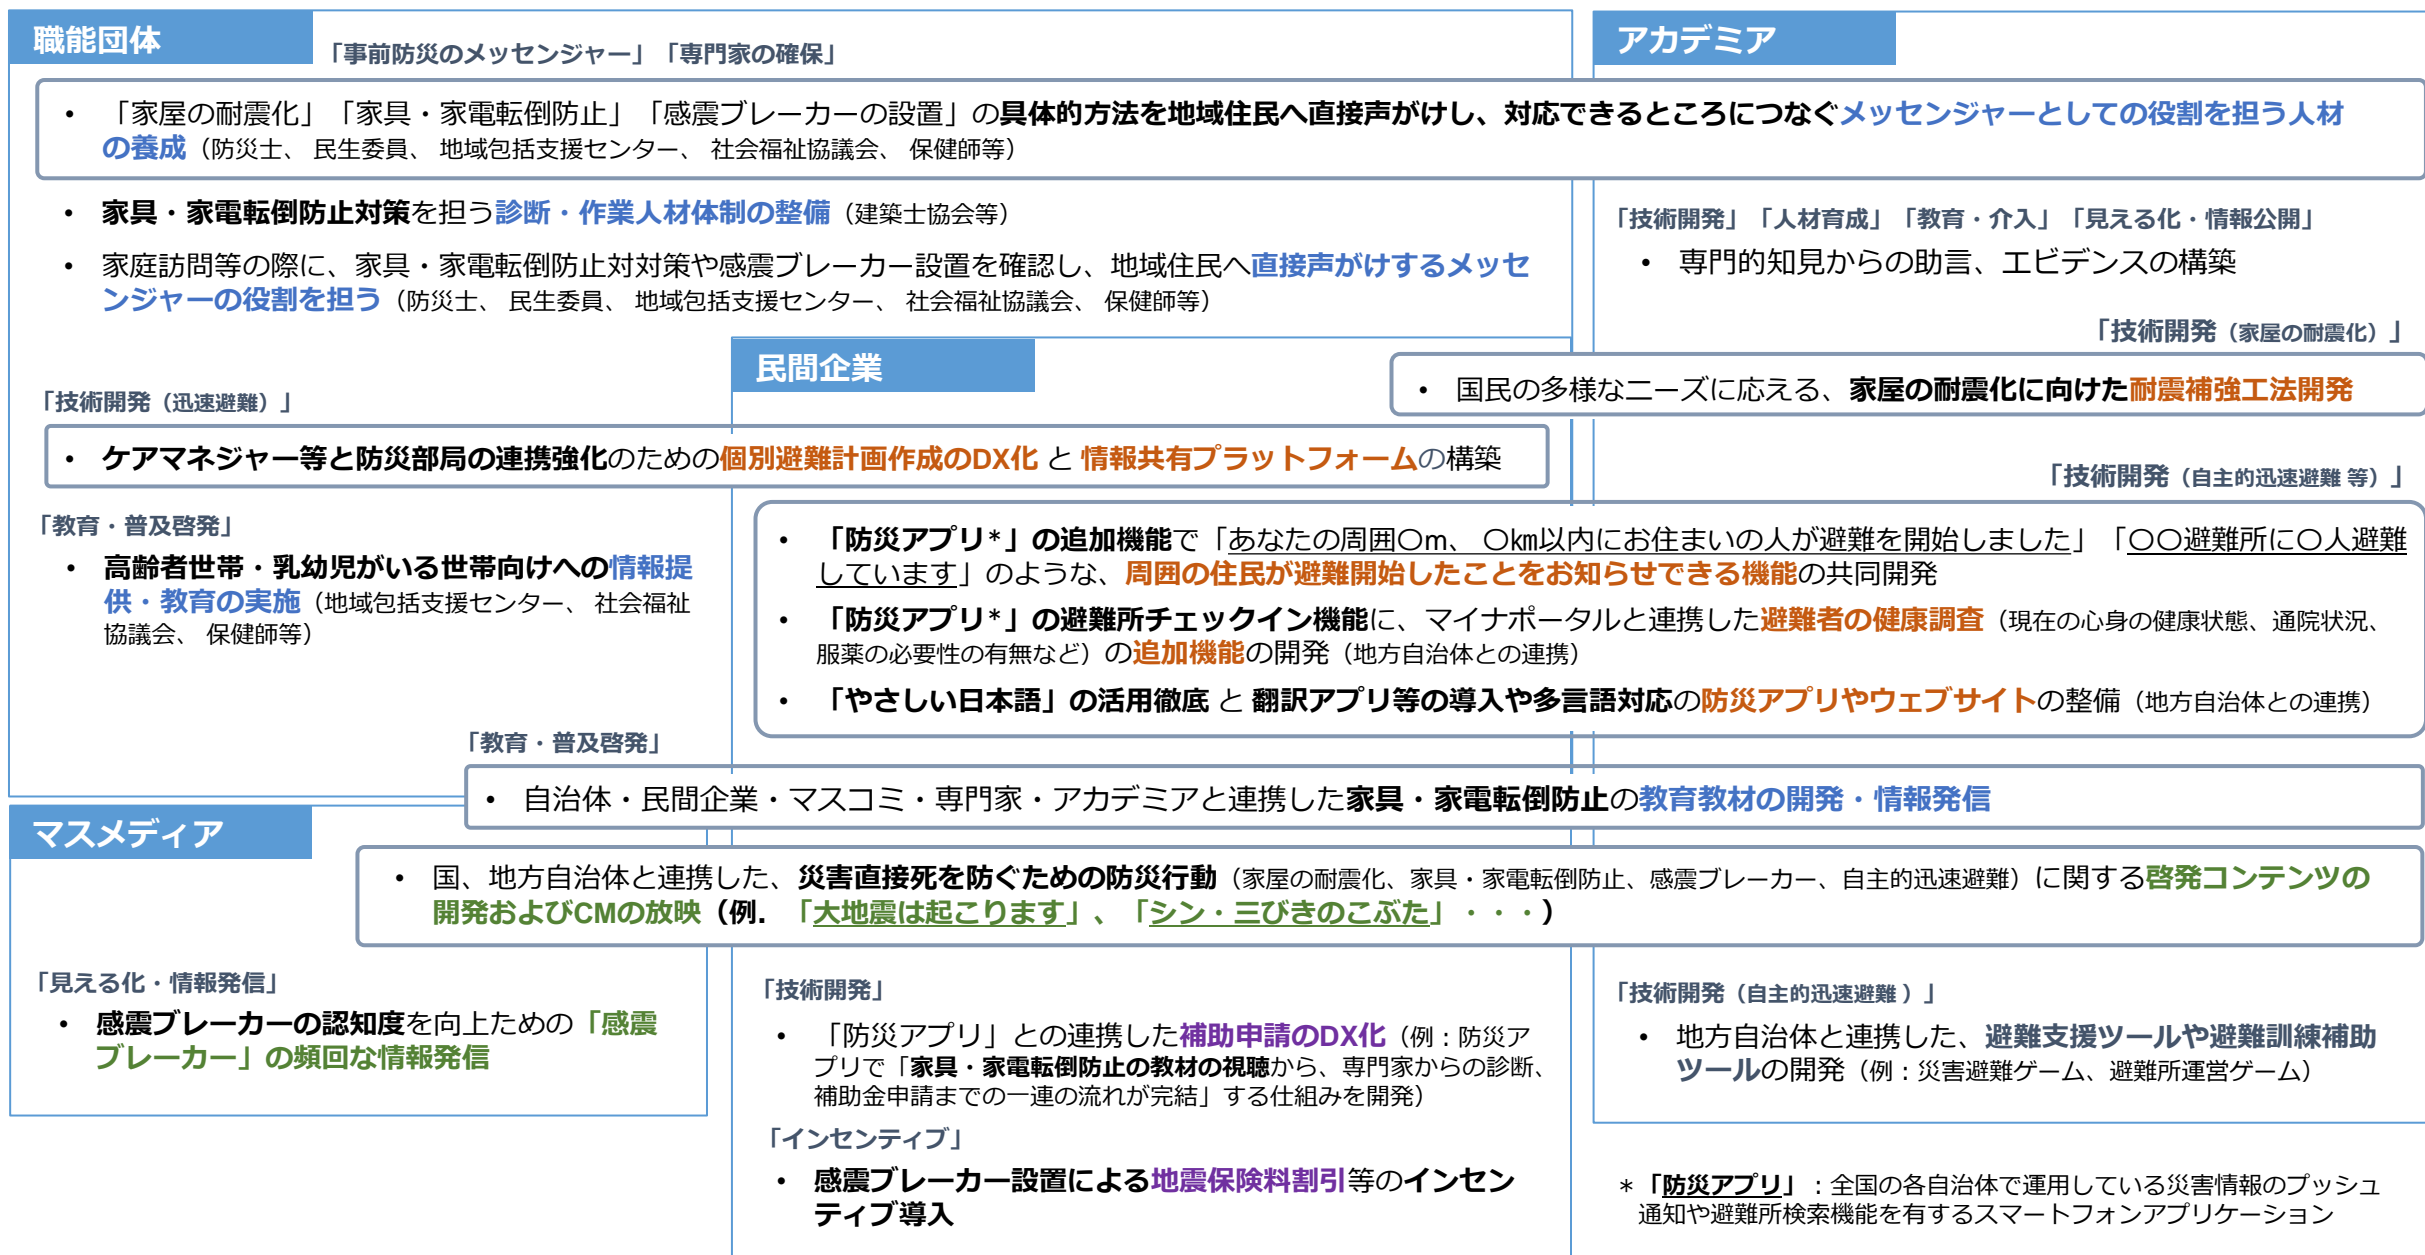 職能団体
「事前防災のメッセンジャー」「専門家の確保」
アカデミア
• 「家屋の耐震化」「家具・家電転倒防止」「感震ブレーカーの設置」の具体的方法を地域住民へ直接声がけし、対応できるところにつなぐメッセンジャーとしての役割を担う人材
の養成（防災士、 民生委員、 地域包括支援センター、 社会福祉協議会、 保健師等）
• 家具・家電転倒防止対策を担う診断・作業人材体制の整備（建築士協会等）
• 家庭訪問等の際に、家具・家電転倒防止対対策や感震ブレーカー設置を確認し、地域住民へ直接声がけするメッセ
ンジャーの役割を担う（防災士、 民生委員、 地域包括支援センター、 社会福祉協議会、 保健師等）
「技術開発」「人材育成」「教育・介入」「見える化・情報公開」
• 専門的知見からの助言、エビデンスの構築
「技術開発（家屋の耐震化）」
民間企業
• 国民の多様なニーズに応える、家屋の耐震化に向けた耐震補強工法開発
「技術開発（迅速避難）」
• ケアマネジャー等と防災部局の連携強化のための個別避難計画作成のDX化 と 情報共有プラットフォームの構築
「技術開発（自主的迅速避難 等）」
「教育・普及啓発」
• 高齢者世帯・乳幼児がいる世帯向けへの情報提
供・教育の実施（地域包括支援センター、 社会福祉
協議会、 保健師等）
• 「防災アプリ*」の追加機能で「あなたの周囲〇m、 〇㎞以内にお住まいの人が避難を開始しました」「〇〇避難所に〇人避難
しています」のような、周囲の住民が避難開始したことをお知らせできる機能の共同開発
• 「防災アプリ*」の避難所チェックイン機能に、マイナポータルと連携した避難者の健康調査（現在の心身の健康状態、通院状況、
服薬の必要性の有無など）の追加機能の開発（地方自治体との連携）
• 「やさしい日本語」の活用徹底 と 翻訳アプリ等の導入や多言語対応の防災アプリやウェブサイトの整備（地方自治体との連携）
「教育・普及啓発」
• 自治体・民間企業・マスコミ・専門家・アカデミアと連携した家具・家電転倒防止の教育教材の開発・情報発信
マスメディア
• 国、地方自治体と連携した、災害直接死を防ぐための防災行動（家屋の耐震化、家具・家電転倒防止、感震ブレーカー、自主的迅速避難）に関する啓発コンテンツの
開発およびCMの放映（例．「大地震は起こります」、「シン・三びきのこぶた」・・・）
「見える化・情報発信」
• 感震ブレーカーの認知度を向上ための「感震
ブレーカー」の頻回な情報発信
「技術開発」
• 「防災アプリ」との連携した補助申請のDX化（例：防災ア
プリで「家具・家電転倒防止の教材の視聴から、専門家からの診断、
補助金申請までの一連の流れが完結」する仕組みを開発）
「インセンティブ」
• 感震ブレーカー設置による地震保険料割引等のインセン
ティブ導入
「技術開発（自主的迅速避難 ）」
• 地方自治体と連携した、避難支援ツールや避難訓練補助
ツールの開発（例：災害避難ゲーム、避難所運営ゲーム）
＊「防災アプリ」：全国の各自治体で運用している災害情報のプッシュ
通知や避難所検索機能を有するスマートフォンアプリケーション